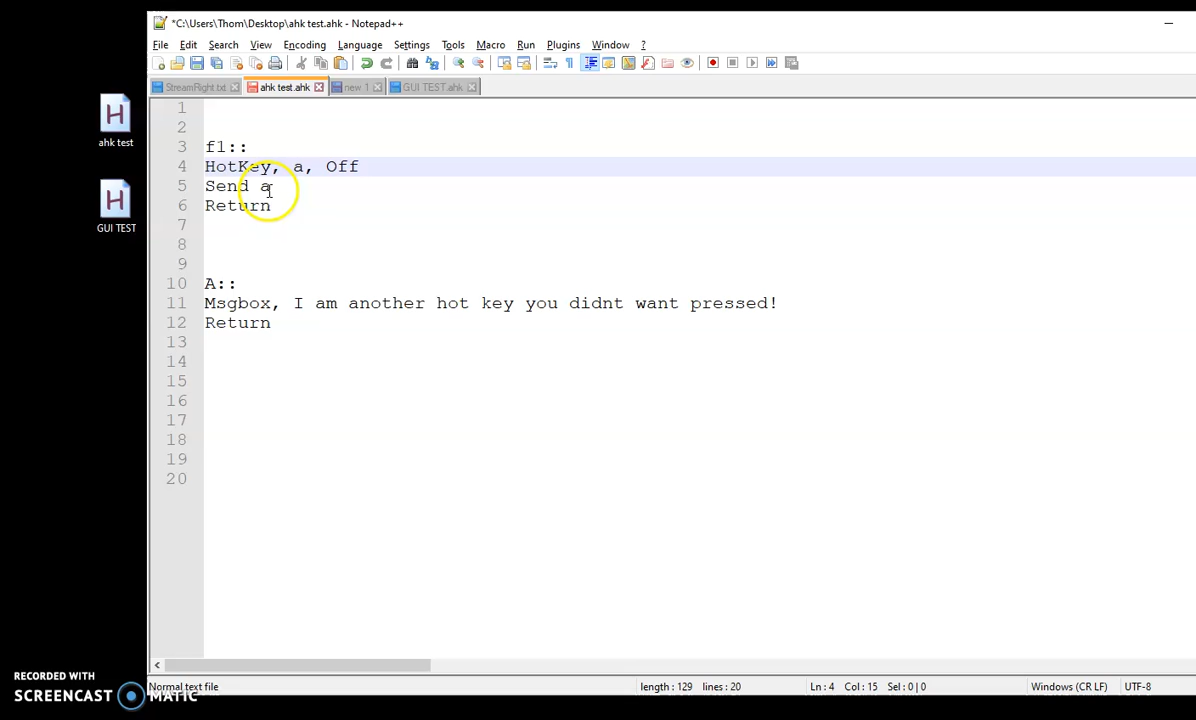 *C:\Users\Thom\Desktop\ahk test.ahk - Notepad++
File Edit Search View Encoding Language Settings Tools Macro Run Plugins Window ?
StreamRight.txt ahk test.ahk new 1 GUI TEST.ahk
1
2
3 f1::
4 HotKey, a, Off
5 Send a
6 Return
7
8
9
10 A::
11 Msgbox, I am another hot key you didnt want pressed!
12 Return
13
14
15
16
17
18
19
20
H
ahk test
H
GUI TEST
RECORDED WITH
SCREENCAST MATIC
Normal text file length : 129 lines : 20 Ln : 4 Col : 15 Sel : 0 | 0 Windows (CR LF) UTF-8